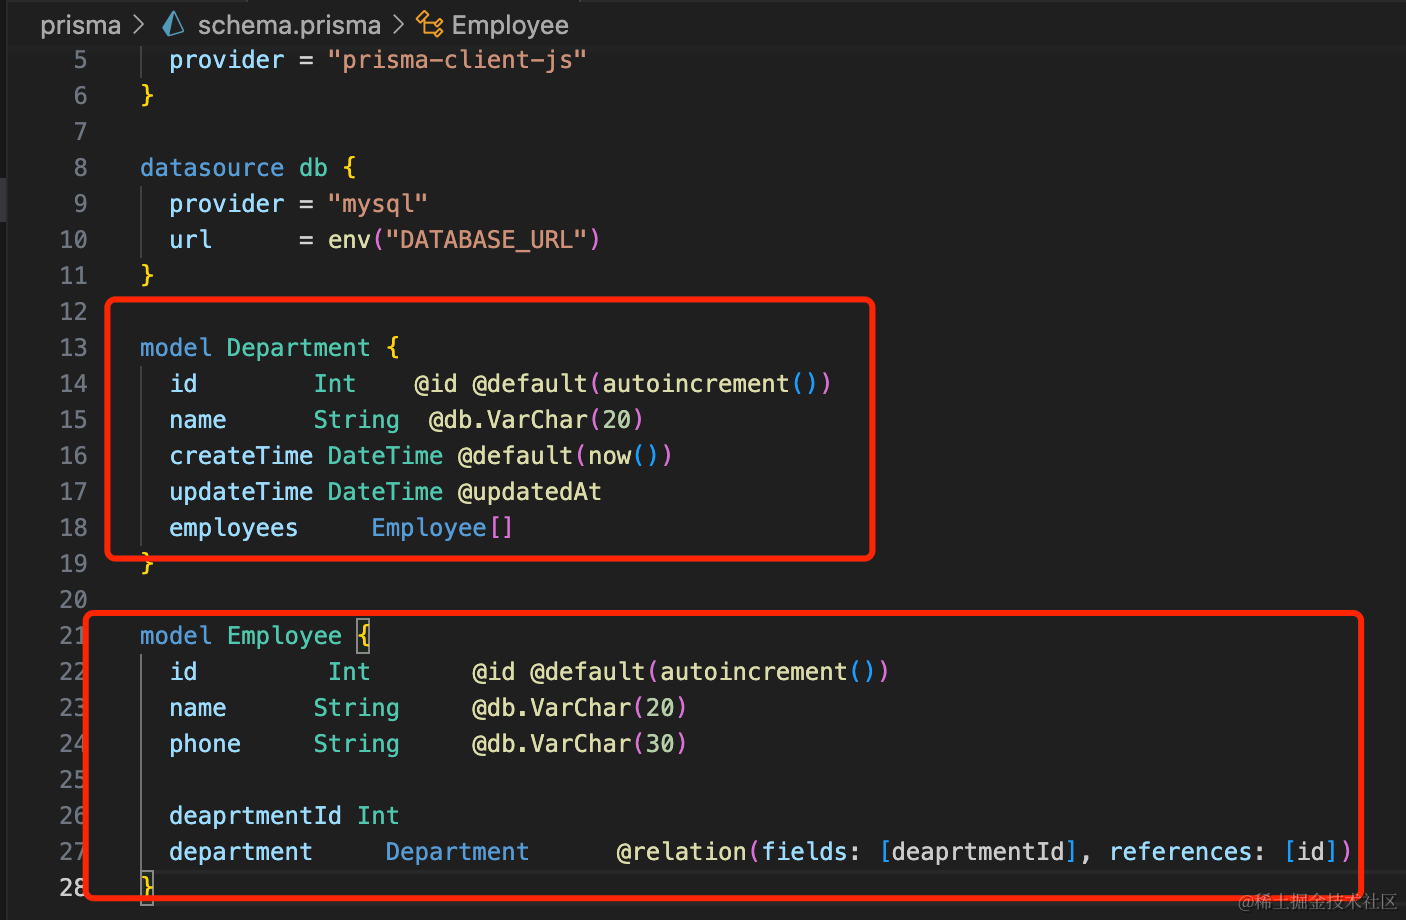 prisma > schema.prisma > Employee
5 provider = "prisma-client-js"
6 }
7
8 datasource db {
9 provider = "mysql"
10 url = env("DATABASE_URL")
11 }
12
13 model Department {
14 id Int @id @default(autoincrement())
15 name String @db.VarChar(20)
16 createTime DateTime @default(now())
17 updateTime DateTime @updatedAt
18 employees Employee[]
19 }
20
21 model Employee {
22 id Int @id @default(autoincrement())
23 name String @db.VarChar(20)
24 phone String @db.VarChar(30)
25
26 deaprtmentId Int
27 department Department @relation(fields: [deaprtmentId], references: [id])
28 }
@稀土掘金技术社区